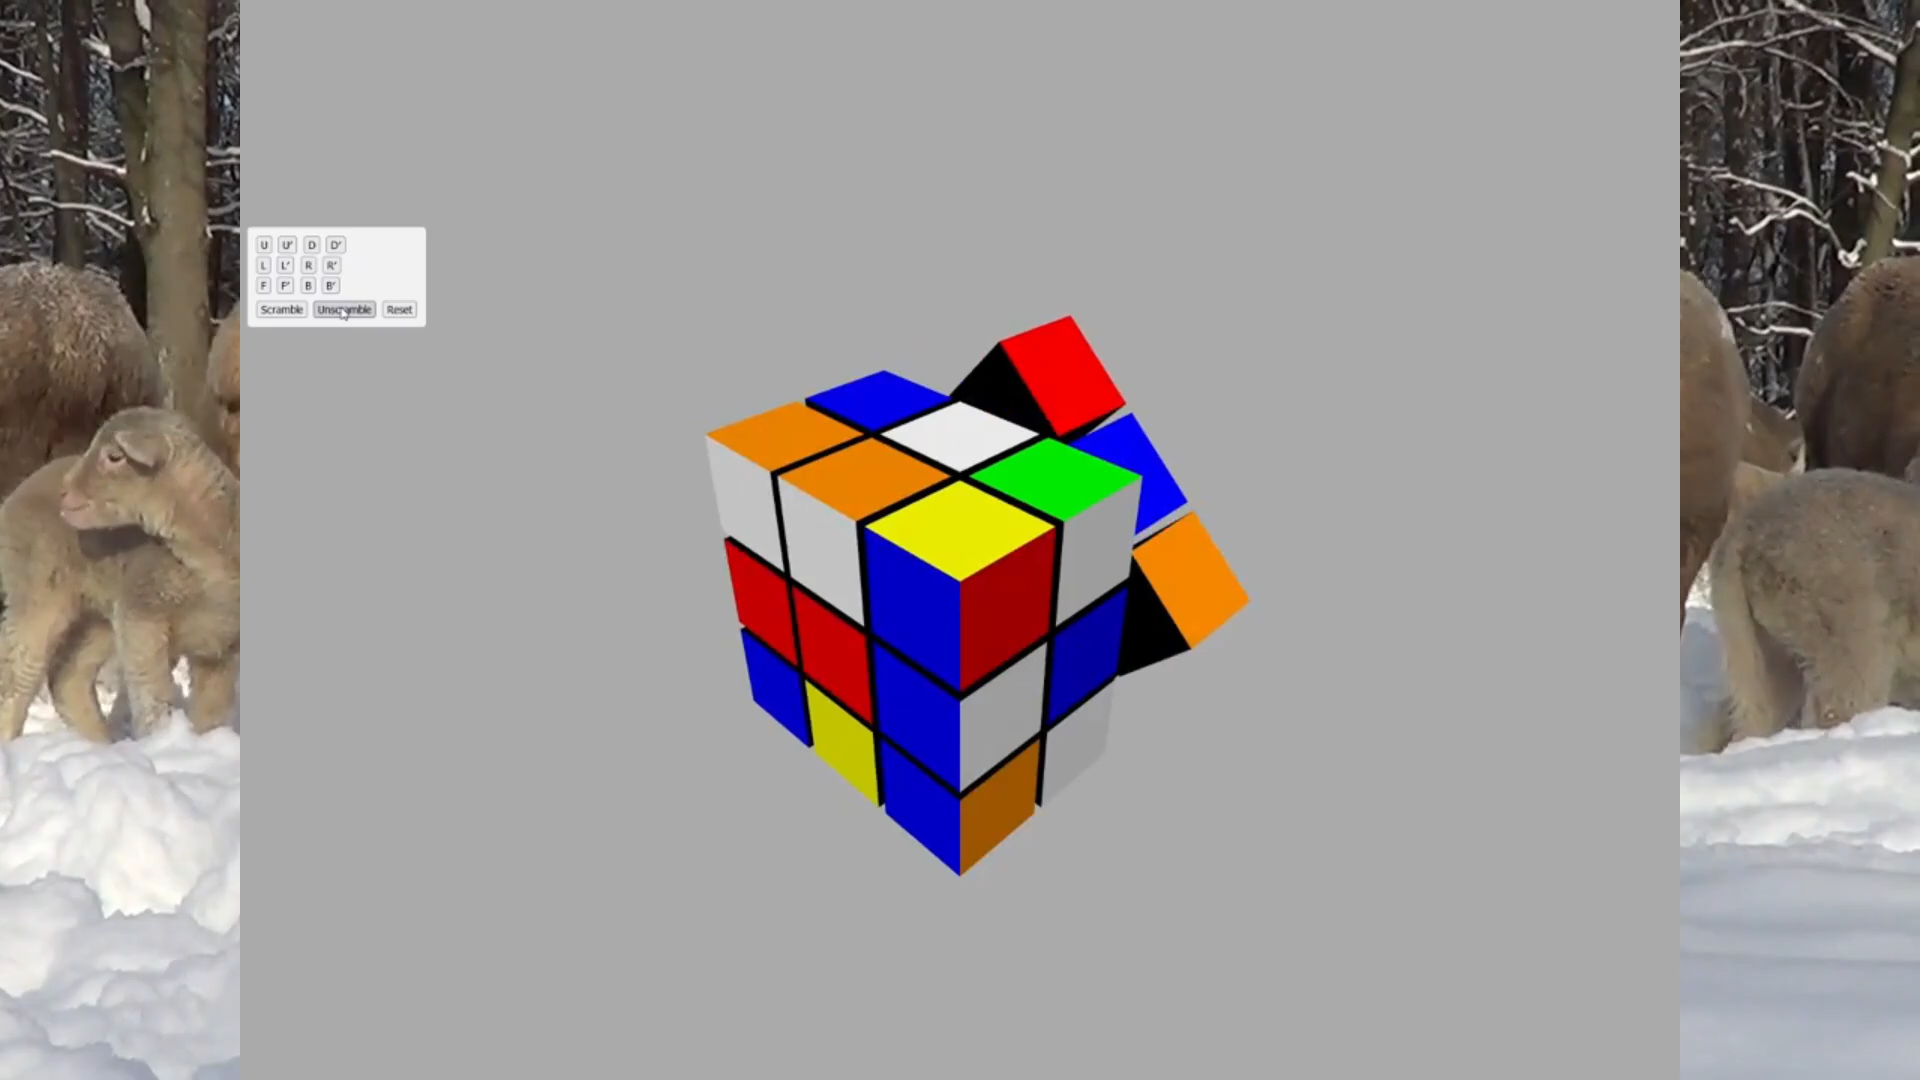 U U' D D'
L L' R R'
F F' B B'
Scramble Unscramble Reset